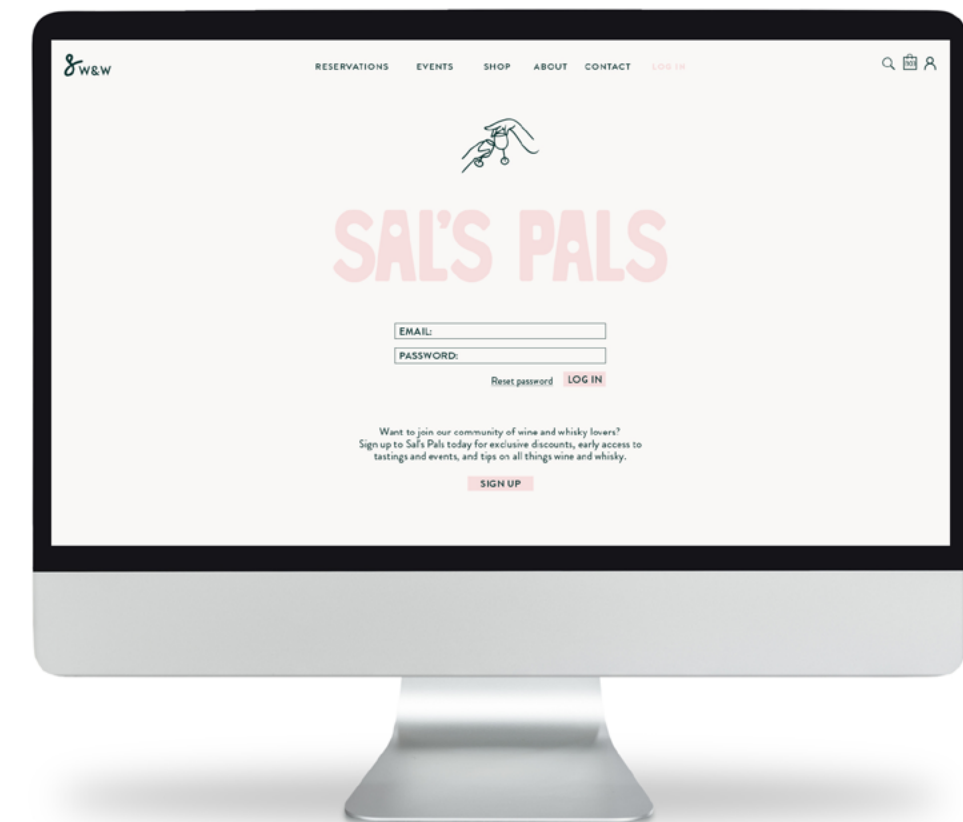 W&W
RESERVATIONS EVENTS SHOP ABOUT CONTACT LOG IN
SAL'S PALS
EMAIL:
PASSWORD:
Reset password LOG IN
Want to join our community of wine and whisky lovers?
Sign up to Sal's Pals today for exclusive discounts, early access to
tastings and events, and tips on all things wine and whisky.
SIGN UP